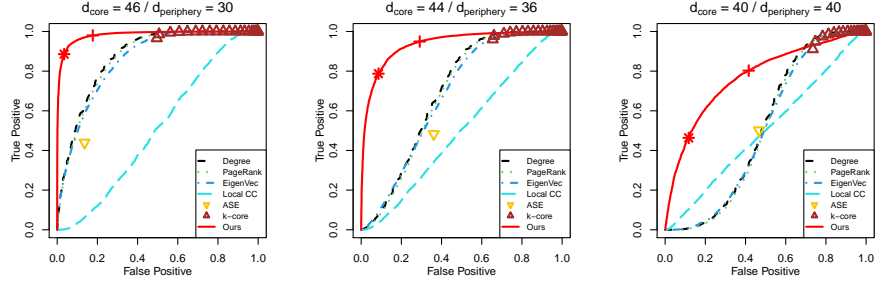 d_core = 46 / d_periphery = 30
True Positive
1.0
0.8
0.6
0.4
0.2
0.0
0.0 0.2 0.4 0.6 0.8 1.0
False Positive
Degree
PageRank
EigenVec
Local CC
ASE
k−core
Ours
d_core = 44 / d_periphery = 36
True Positive
1.0
0.8
0.6
0.4
0.2
0.0
0.0 0.2 0.4 0.6 0.8 1.0
False Positive
Degree
PageRank
EigenVec
Local CC
ASE
k−core
Ours
d_core = 40 / d_periphery = 40
True Positive
1.0
0.8
0.6
0.4
0.2
0.0
0.0 0.2 0.4 0.6 0.8 1.0
False Positive
Degree
PageRank
EigenVec
Local CC
ASE
k−core
Ours